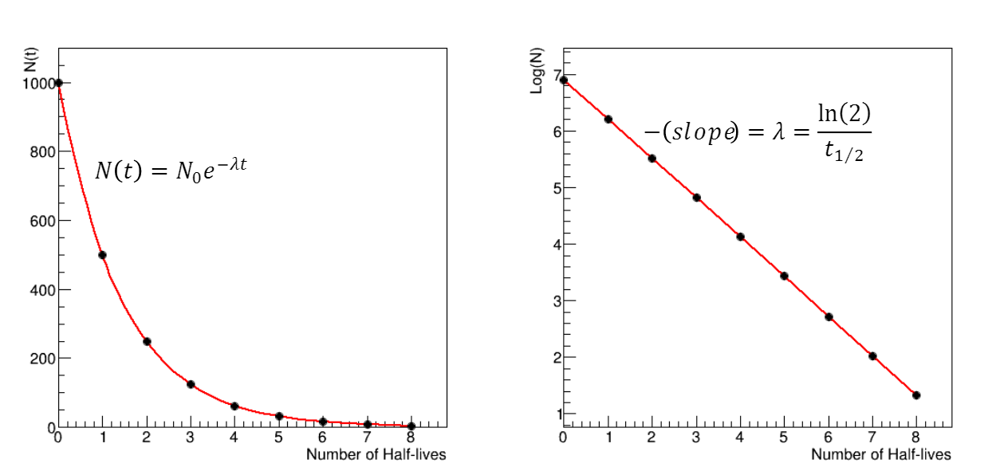 N(t)
1000
800
600
400
200
0
N(t) = N₀e^{−λt}
0 1 2 3 4 5 6 7 8
Number of Half-lives
Log(N)
7
6
5
4
3
2
1
−(slope) = λ = ln(2) / t_{1/2}
0 1 2 3 4 5 6 7 8
Number of Half-lives